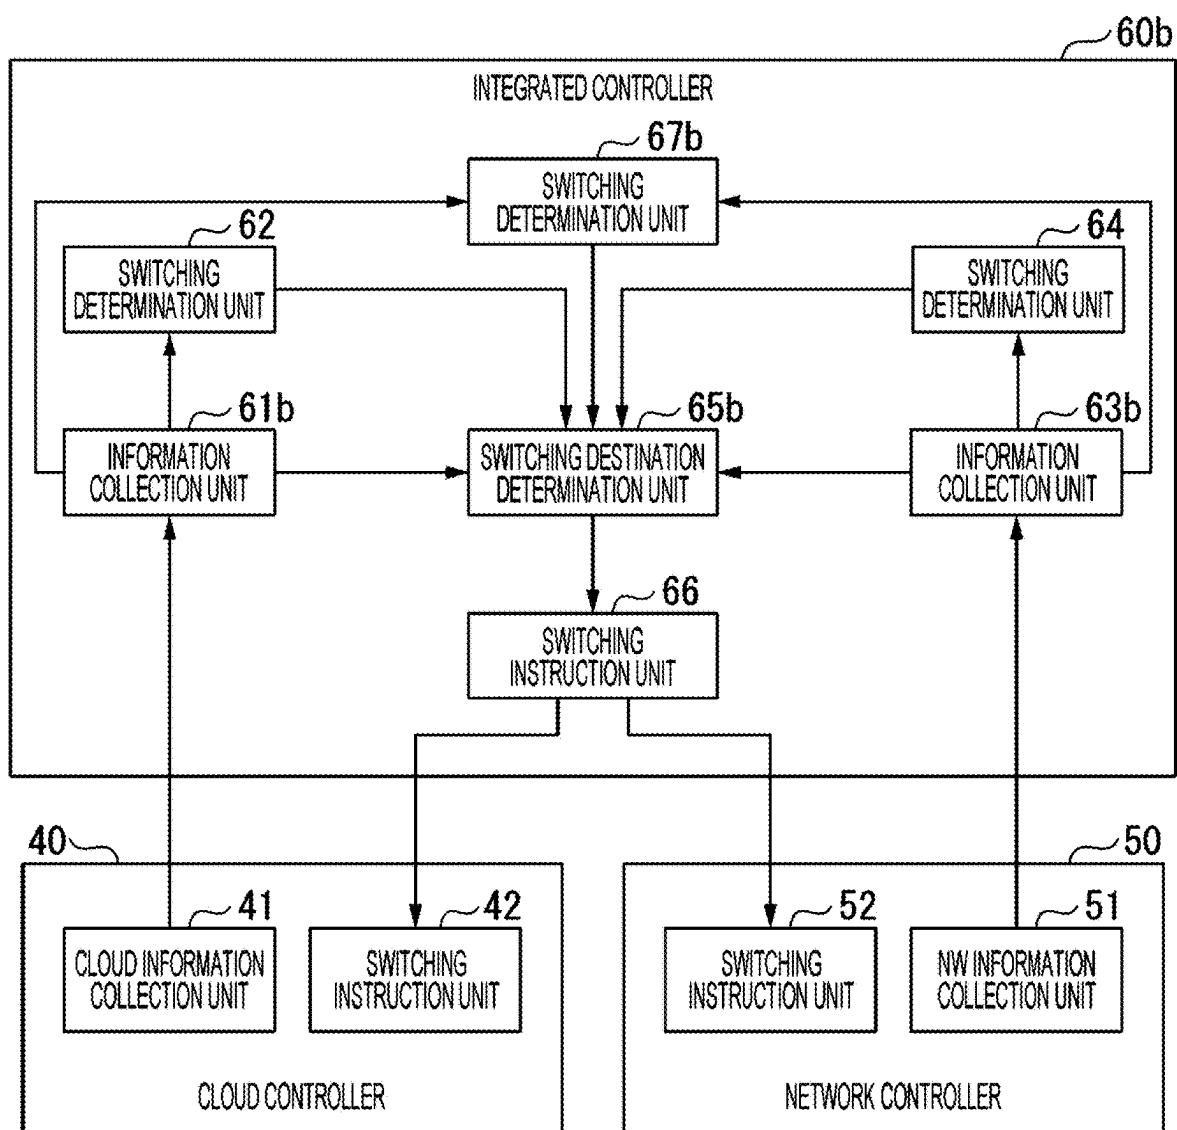 60b
INTEGRATED CONTROLLER
67b
SWITCHING
DETERMINATION UNIT
62
SWITCHING
DETERMINATION UNIT
64
SWITCHING
DETERMINATION UNIT
61b
INFORMATION
COLLECTION UNIT
65b
SWITCHING DESTINATION
DETERMINATION UNIT
63b
INFORMATION
COLLECTION UNIT
66
SWITCHING
INSTRUCTION UNIT
40
41
CLOUD INFORMATION
COLLECTION UNIT
42
SWITCHING
INSTRUCTION UNIT
CLOUD CONTROLLER
50
52
SWITCHING
INSTRUCTION UNIT
51
NW INFORMATION
COLLECTION UNIT
NETWORK CONTROLLER